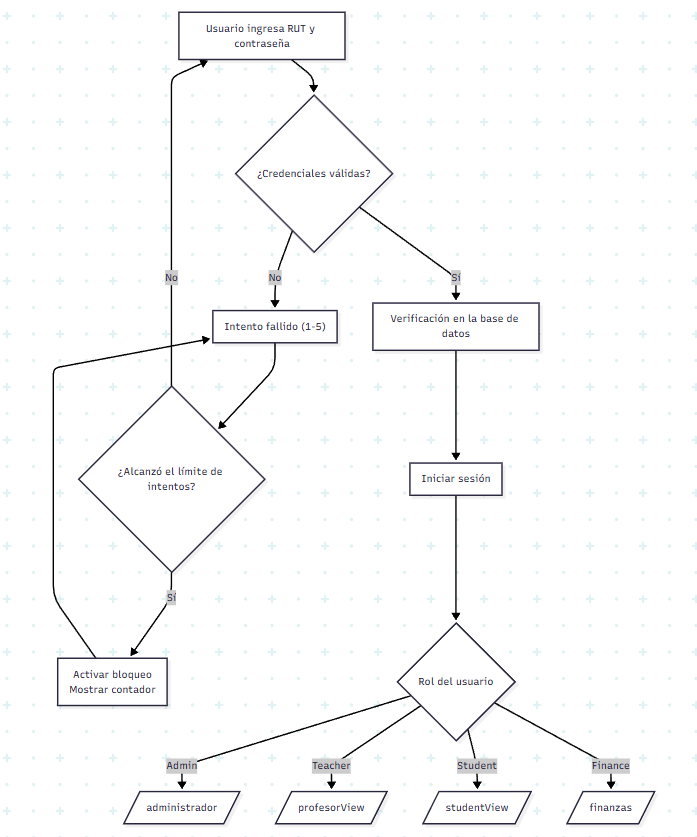 Usuario ingresa RUT y
contraseña
¿Credenciales válidas?
No
No
Sí
Intento fallido (1-5)
Verificación en la base de
datos
¿Alcanzó el límite de
intentos?
Iniciar sesión
Sí
Activar bloqueo
Mostrar contador
Rol del usuario
Admin
Teacher
Student
Finance
administrador
profesorView
studentView
finanzas